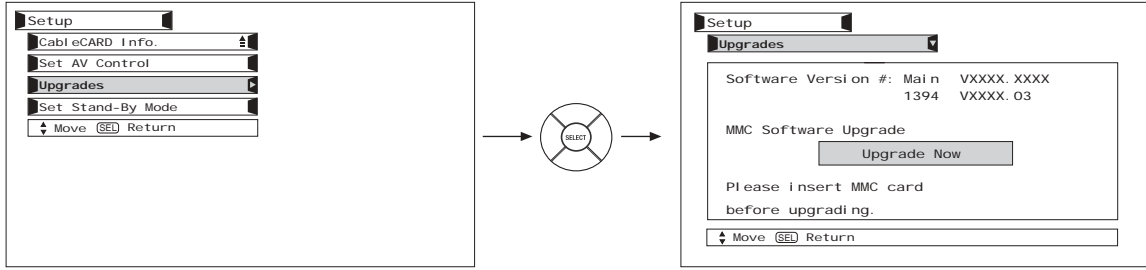 Setup
CableCARD Info.
Set AV Control
Upgrades
Set Stand-By Mode
Move SEL Return
SELECT
Setup
Upgrades
Software Version #: Main VXXXX.XXXX
1394 VXXXX.03
MMC Software Upgrade
Upgrade Now
Please insert MMC card
before upgrading.
Move SEL Return